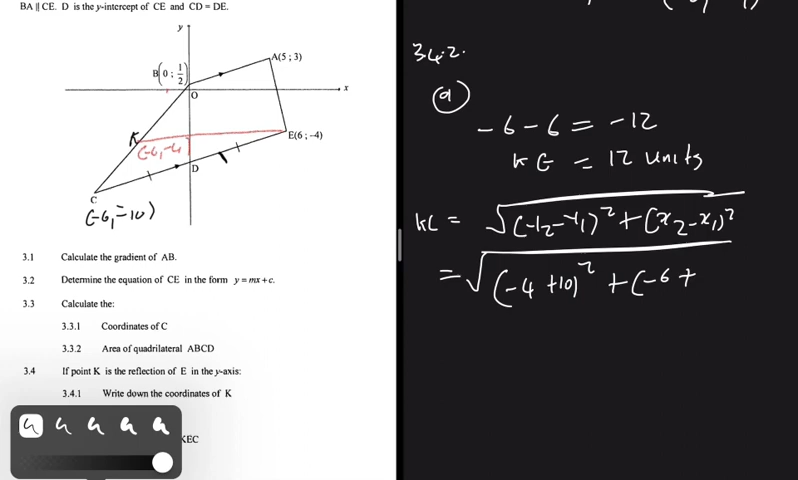 BA || CE. D is the y-intercept of CE and CD = DE.
y
A(5 ; 3)
B(0 ; 1/2)
x
O
K
(-6,-4)
E(6 ; -4)
D
C
(-6,-10)
3.1 Calculate the gradient of AB.
3.2 Determine the equation of CE in the form y = mx + c.
3.3 Calculate the:
3.3.1 Coordinates of C
3.3.2 Area of quadrilateral ABCD
3.4 If point K is the reflection of E in the y-axis:
3.4.1 Write down the coordinates of K
KEC
3.4.2.
(a)
-6-6 = -12
KE = 12 units
KC = √(y2-y1)²+(x2-x1)²
= √(-4+10)²+(-6+